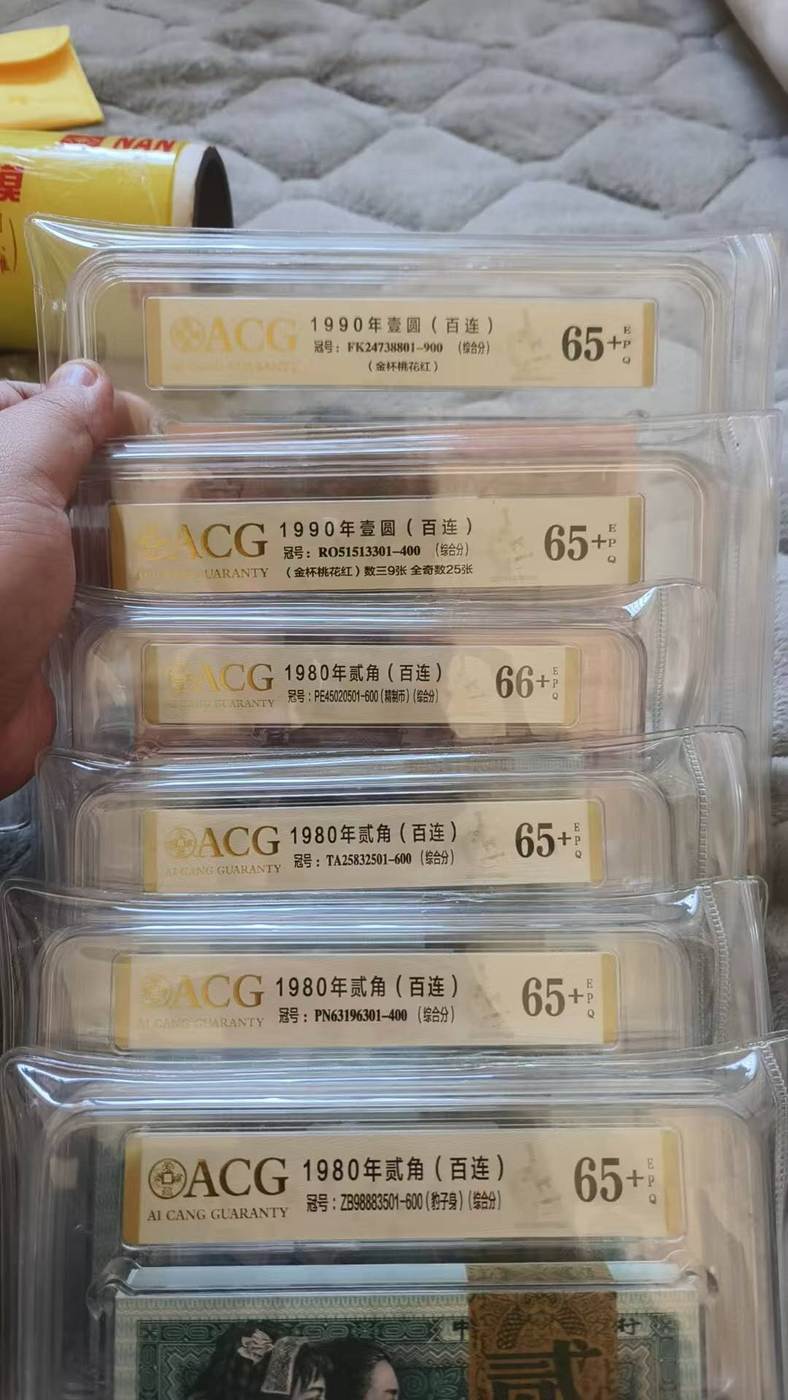 NAN
膜
ACG
1990年壹圆（百连）
冠号：FK24738801-900 （综合分）
（金杯桃花红）
65+
EPQ
ACG
GUARANTY
1990年壹圆（百连）
冠号：RO51513301-400 （综合分）
（金杯桃花红）数三9张 全奇数25张
65+
EPQ
ACG
AI CANG GUARANTY
1980年贰角（百连）
冠号：PE45020501-600（精制币）（综合分）
66+
EPQ
ACG
AI CANG GUARANTY
1980年贰角（百连）
冠号：TA25832501-600 （综合分）
65+
EPQ
ACG
AI CANG GUARANTY
1980年贰角（百连）
冠号：PN63196301-400 （综合分）
65+
EPQ
ACG
AI CANG GUARANTY
1980年贰角（百连）
冠号：ZB98883501-600（豹子身）（综合分）
65+
EPQ
中 行
贰